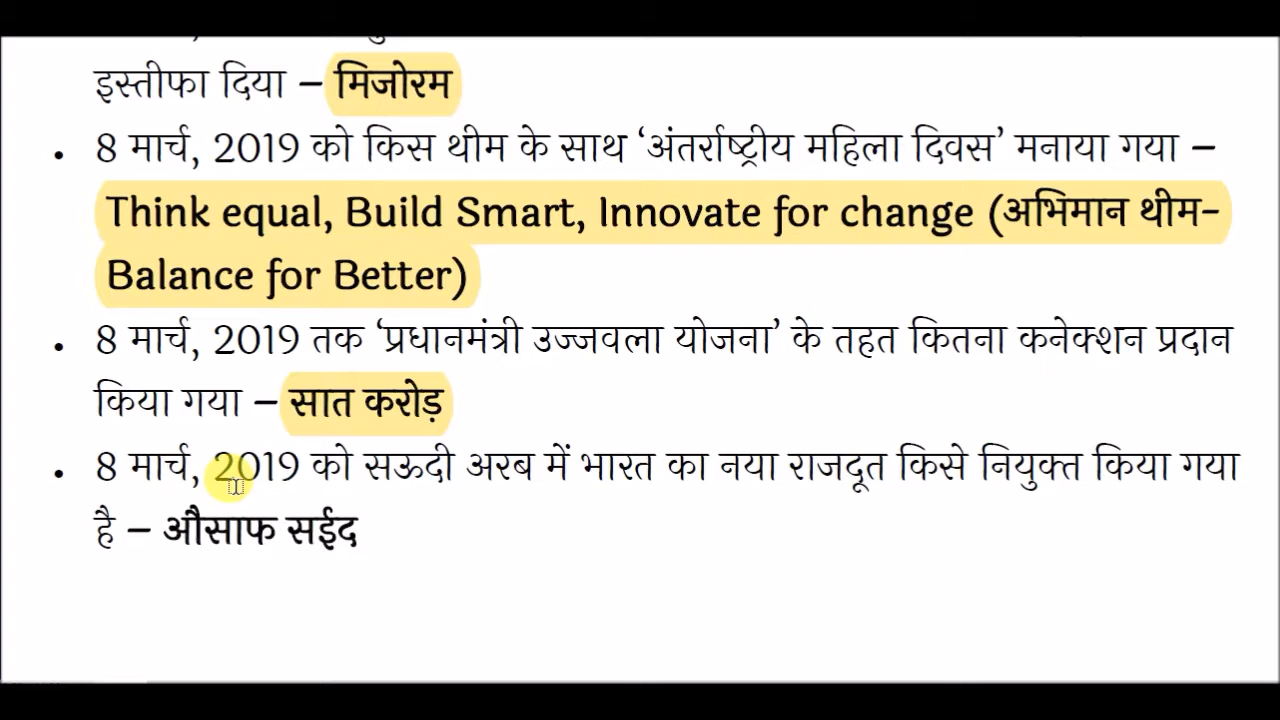 इस्तीफा दिया – मिजोरम
• 8 मार्च, 2019 को किस थीम के साथ ‘अंतर्राष्ट्रीय महिला दिवस’ मनाया गया –
Think equal, Build Smart, Innovate for change (अभिमान थीम-
Balance for Better)
• 8 मार्च, 2019 तक ‘प्रधानमंत्री उज्जवला योजना’ के तहत कितना कनेक्शन प्रदान
किया गया – सात करोड़
• 8 मार्च, 2019 को सऊदी अरब में भारत का नया राजदूत किसे नियुक्त किया गया
है – औसाफ सईद